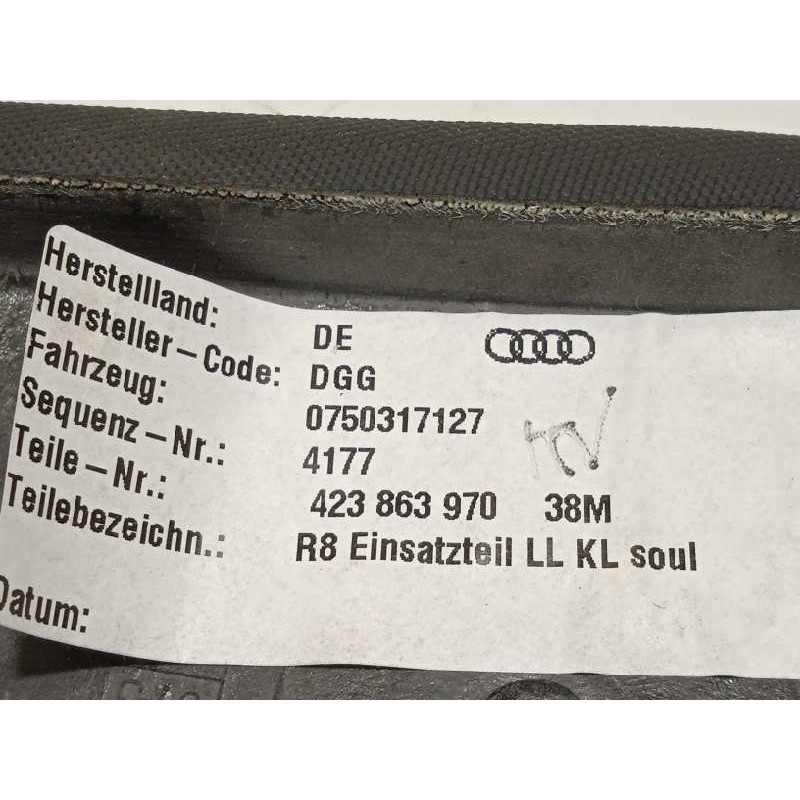 Herstellland: DE
Hersteller-Code: DGG
Fahrzeug: 0750317127
Sequenz-Nr.: 4177
Teile-Nr.: 423 863 970 38M
Teilebezeichn.: R8 Einsatzteil LL KL soul
Datum: